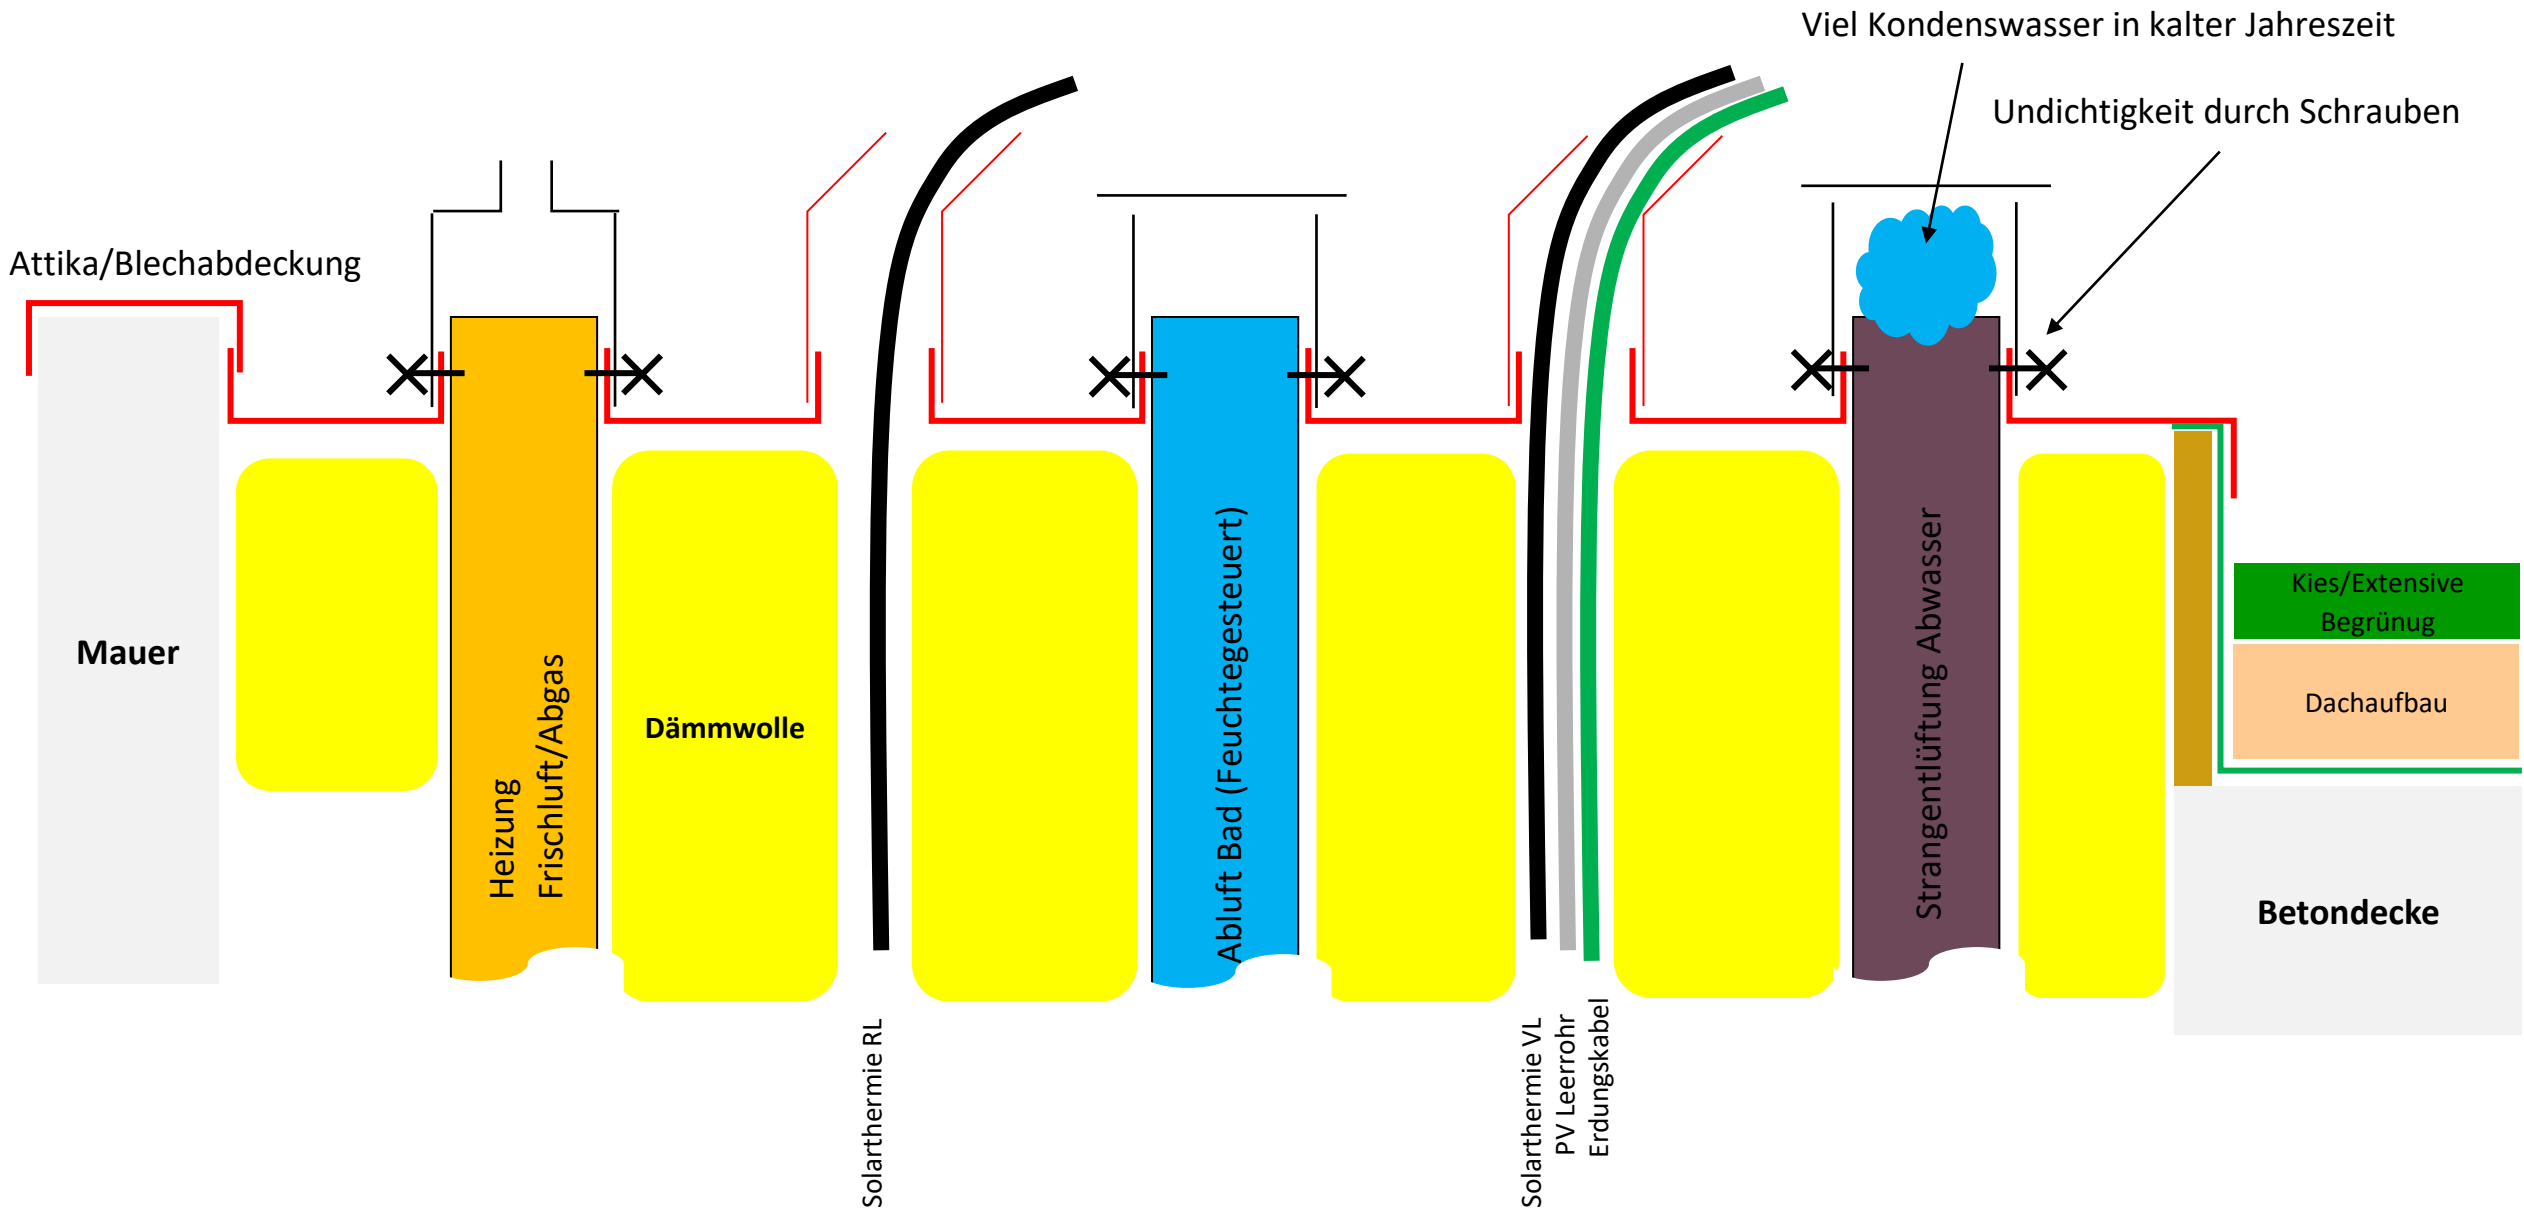 Viel Kondenswasser in kalter Jahreszeit
Undichtigkeit durch Schrauben
Attika/Blechabdeckung
Mauer
Heizung
Frischluft/Abgas
Dämmwolle
Solarthermie RL
Abluft Bad (Feuchtegesteuert)
Solarthermie VL
PV Leerrohr
Erdungskabel
Strangentlüftung Abwasser
Kies/Extensive
Begrünug
Dachaufbau
Betondecke